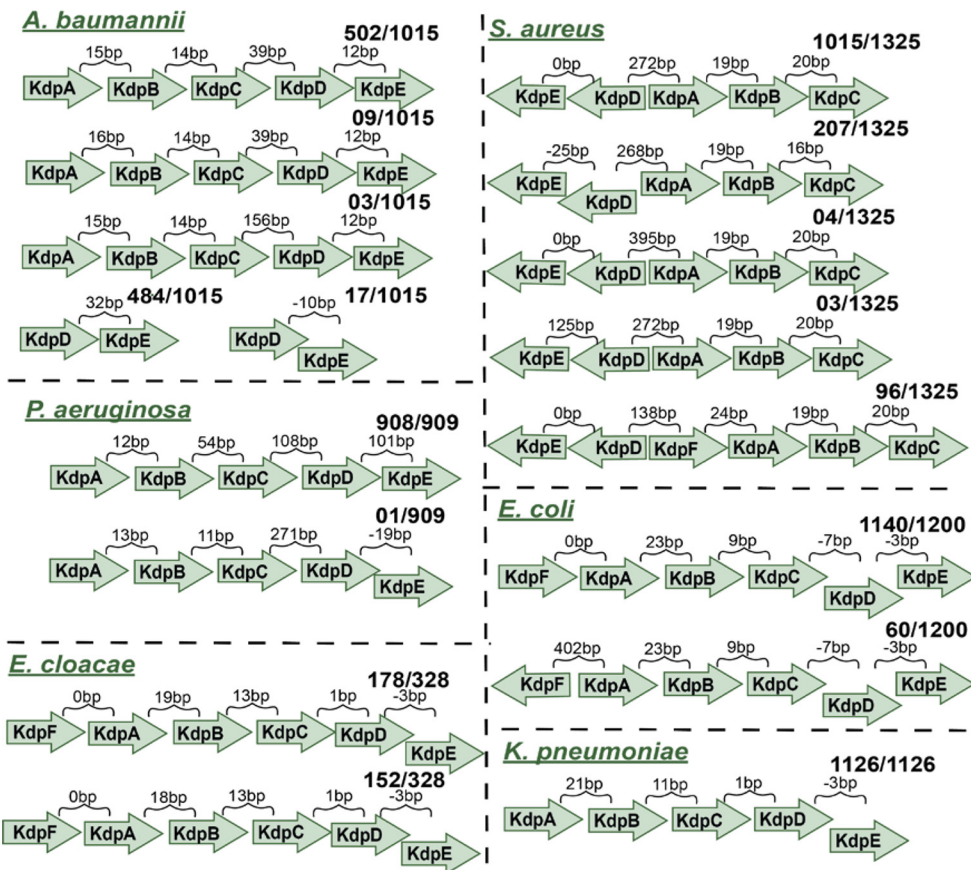 A. baumannii
502/1015
15bp 14bp 39bp 12bp
KdpA KdpB KdpC KdpD KdpE
09/1015
16bp 14bp 39bp 12bp
KdpA KdpB KdpC KdpD KdpE
03/1015
15bp 14bp 156bp 12bp
KdpA KdpB KdpC KdpD KdpE
484/1015 17/1015
32bp -10bp
KdpD KdpE KdpD KdpE
P. aeruginosa
908/909
12bp 54bp 108bp 101bp
KdpA KdpB KdpC KdpD KdpE
01/909
13bp 11bp 271bp -19bp
KdpA KdpB KdpC KdpD KdpE
E. cloacae
178/328
0bp 19bp 13bp 1bp -3bp
KdpF KdpA KdpB KdpC KdpD KdpE
152/328
0bp 18bp 13bp 1bp -3bp
KdpF KdpA KdpB KdpC KdpD KdpE
S. aureus
1015/1325
0bp 272bp 19bp 20bp
KdpE KdpD KdpA KdpB KdpC
207/1325
-25bp 268bp 19bp 16bp
KdpE KdpD KdpA KdpB KdpC
04/1325
0bp 395bp 19bp 20bp
KdpE KdpD KdpA KdpB KdpC
03/1325
125bp 272bp 19bp 20bp
KdpE KdpD KdpA KdpB KdpC
96/1325
0bp 138bp 24bp 19bp 20bp
KdpE KdpD KdpF KdpA KdpB KdpC
E. coli
1140/1200
0bp 23bp 9bp -7bp -3bp
KdpF KdpA KdpB KdpC KdpD KdpE
60/1200
402bp 23bp 9bp -7bp -3bp
KdpF KdpA KdpB KdpC KdpD KdpE
K. pneumoniae
1126/1126
21bp 11bp 1bp -3bp
KdpA KdpB KdpC KdpD KdpE